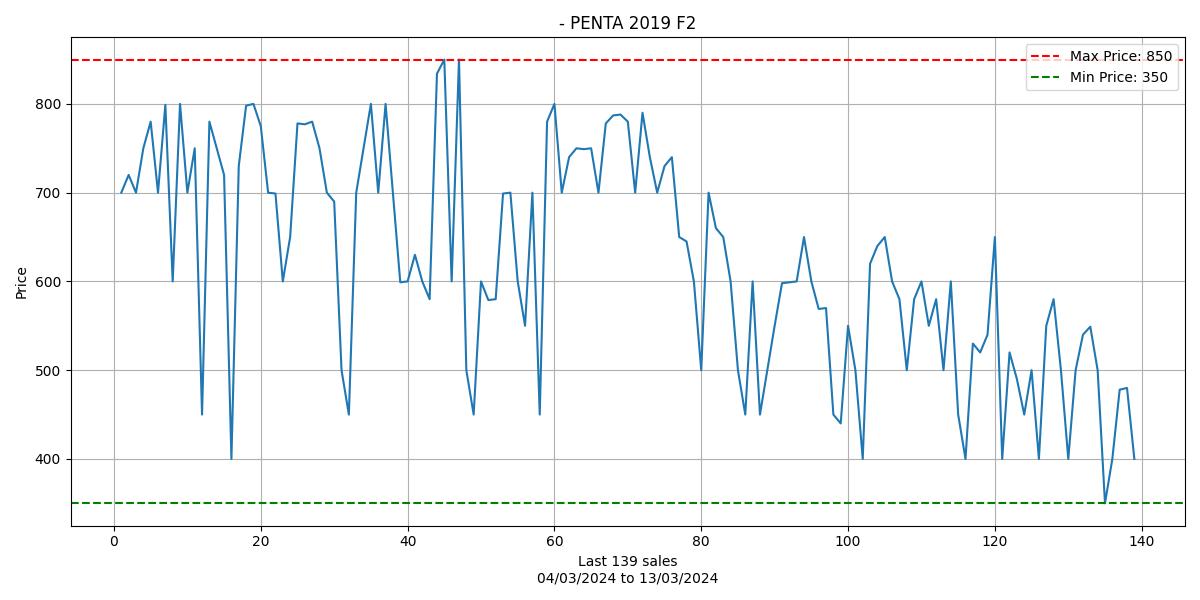 - PENTA 2019 F2
Max Price: 850
Min Price: 350
Price
800
700
600
500
400
0 20 40 60 80 100 120 140
Last 139 sales
04/03/2024 to 13/03/2024